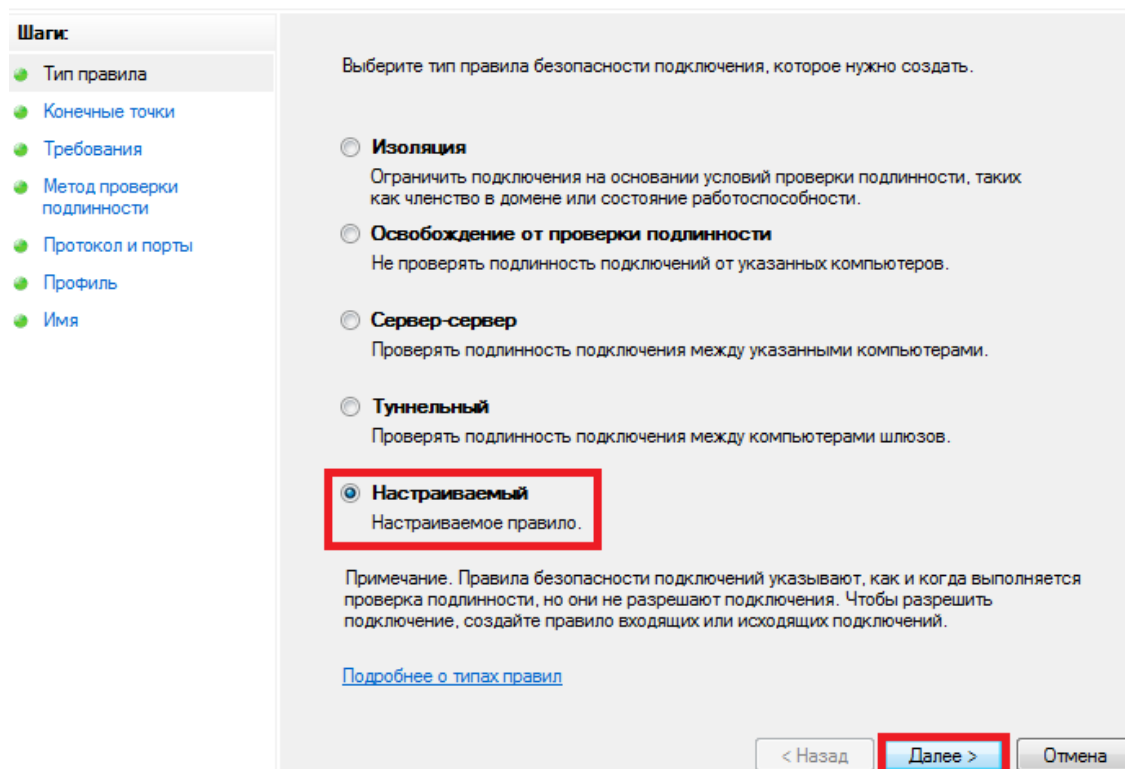 Шаги:
Тип правила
Конечные точки
Требования
Метод проверки
подлинности
Протокол и порты
Профиль
Имя
Выберите тип правила безопасности подключения, которое нужно создать.
Изоляция
Ограничить подключения на основании условий проверки подлинности, таких
как членство в домене или состояние работоспособности.
Освобождение от проверки подлинности
Не проверять подлинность подключений от указанных компьютеров.
Сервер-сервер
Проверять подлинность подключения между указанными компьютерами.
Туннельный
Проверять подлинность подключения между компьютерами шлюзов.
Настраиваемый
Настраиваемое правило.
Примечание. Правила безопасности подключений указывают, как и когда выполняется
проверка подлинности, но они не разрешают подключения. Чтобы разрешить
подключение, создайте правило входящих или исходящих подключений.
Подробнее о типах правил
< Назад
Далее >
Отмена